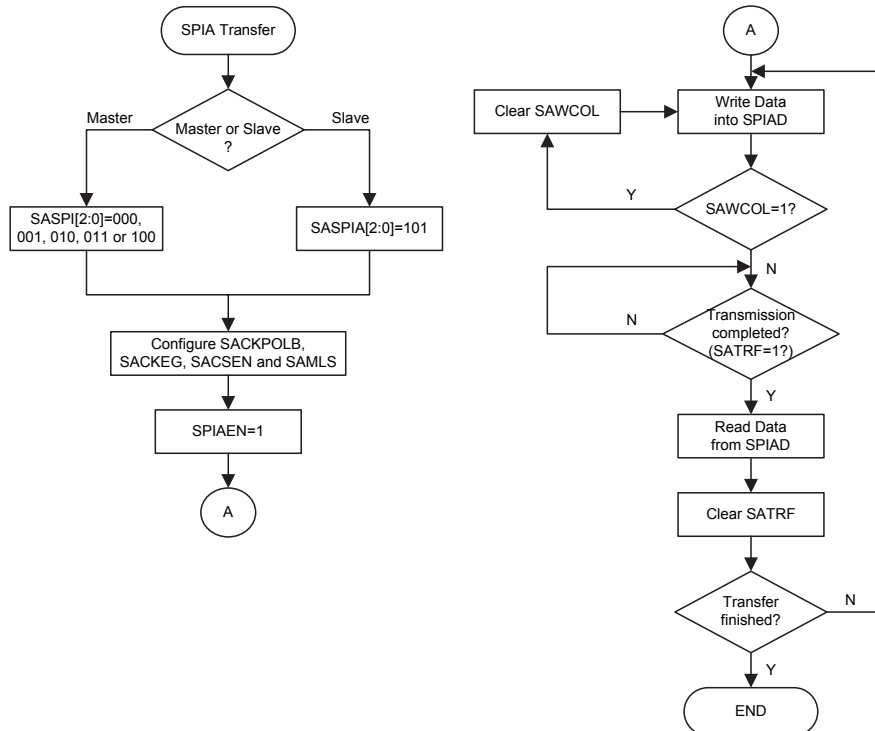 SPIA Transfer
Master
Master or Slave
?
Slave
SASPI[2:0]=000,
001, 010, 011 or 100
SASPIA[2:0]=101
Configure SACKPOLB,
SACKEG, SACSEN and SAMLS
SPIAEN=1
A
A
Clear SAWCOL
Write Data
into SPIAD
Y
SAWCOL=1?
N
N
Transmission
completed?
(SATRF=1?)
Y
Read Data
from SPIAD
Clear SATRF
Transfer
finished?
N
Y
END